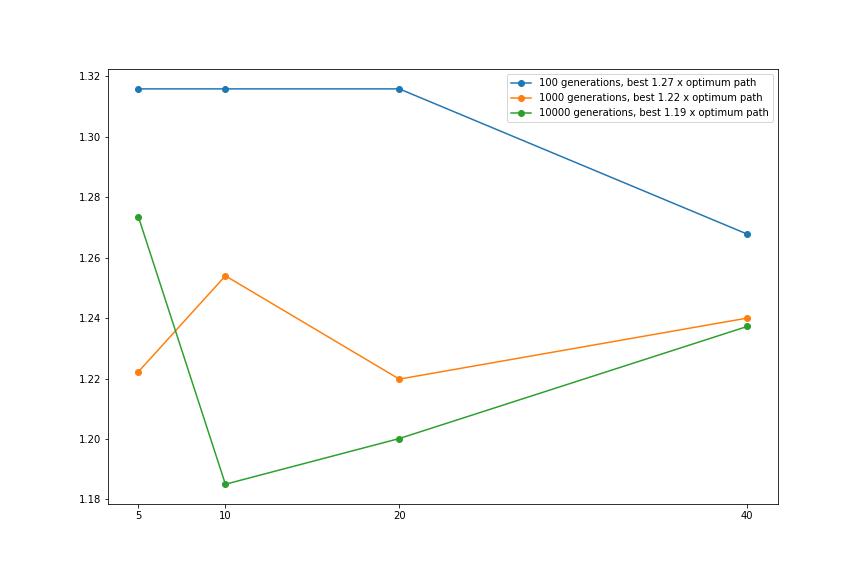 1.32
1.30
1.28
1.26
1.24
1.22
1.20
1.18
5 10 20 40
100 generations, best 1.27 x optimum path
1000 generations, best 1.22 x optimum path
10000 generations, best 1.19 x optimum path